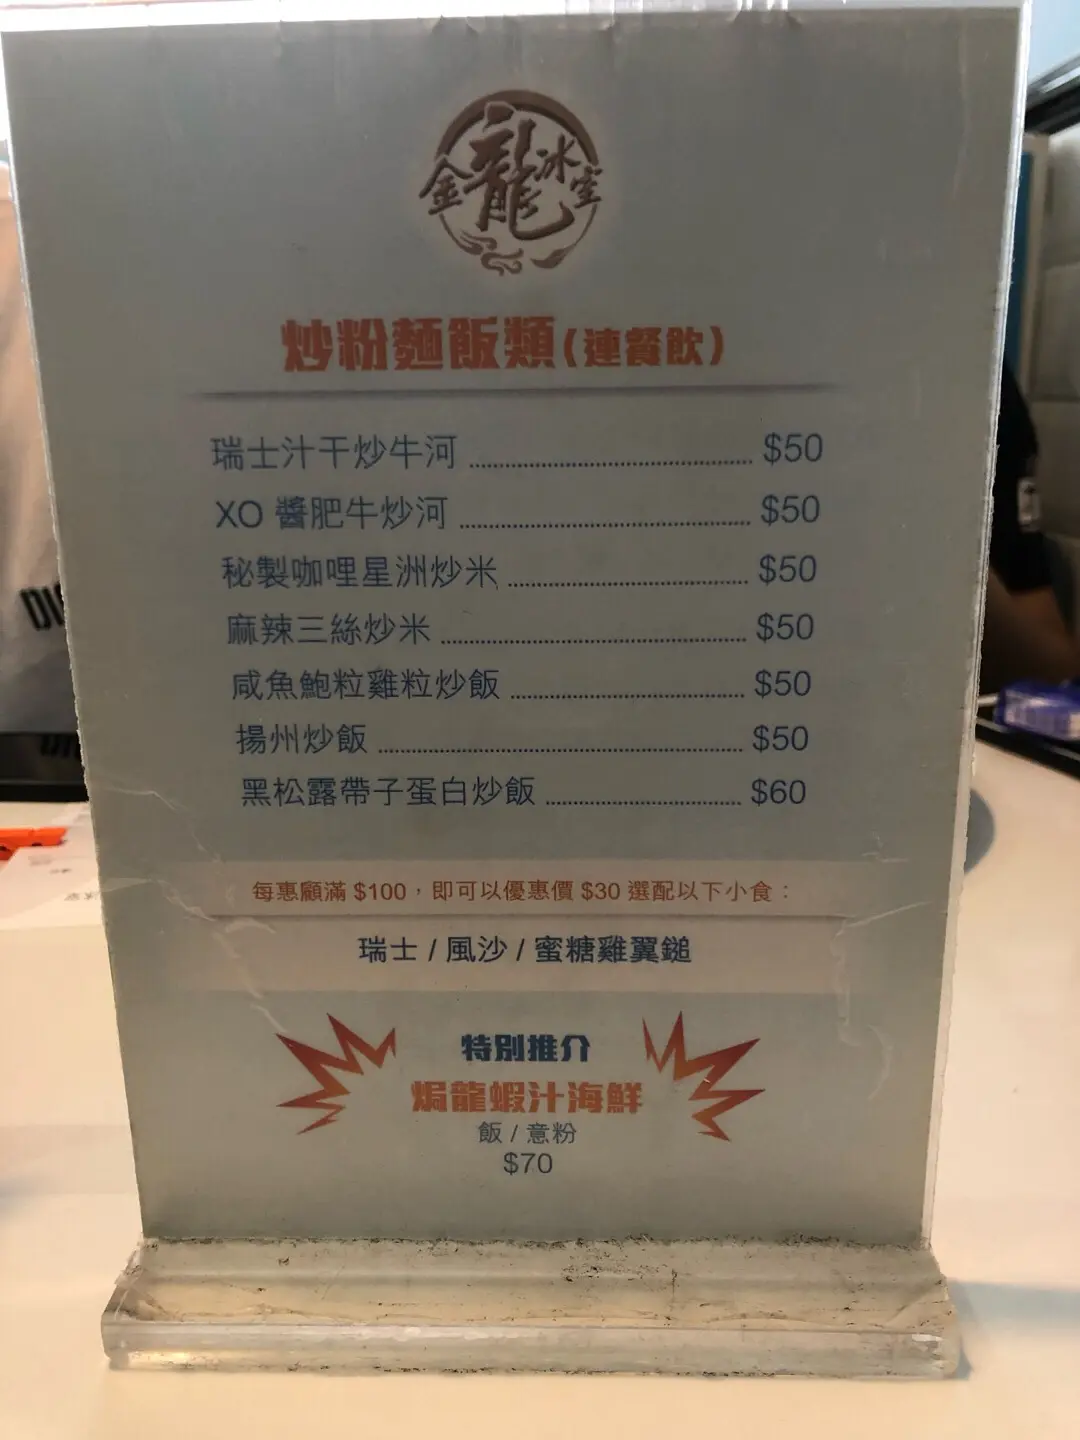 金龍冰室
炒粉麵飯類(連餐飲)
瑞士汁干炒牛河 $50
XO 醬肥牛炒河 $50
秘製咖哩星洲炒米 $50
麻辣三絲炒米 $50
咸魚鮑粒雞粒炒飯 $50
揚州炒飯 $50
黑松露帶子蛋白炒飯 $60
每惠顧滿 $100，即可以優惠價 $30 選配以下小食：
瑞士 / 風沙 / 蜜糖雞翼鎚
特別推介
焗龍蝦汁海鮮
飯 / 意粉
$70